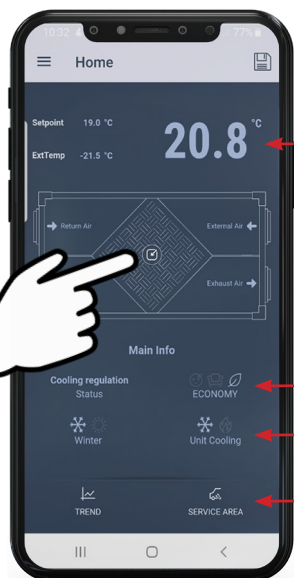 10:32
77%
Home
Setpoint 19.0 °C
20.8 °C
ExtTemp -21.5 °C
Return Air
External Air
Exhaust Air
Main Info
Cooling regulation
Status
ECONOMY
Winter
Unit Cooling
TREND
SERVICE AREA